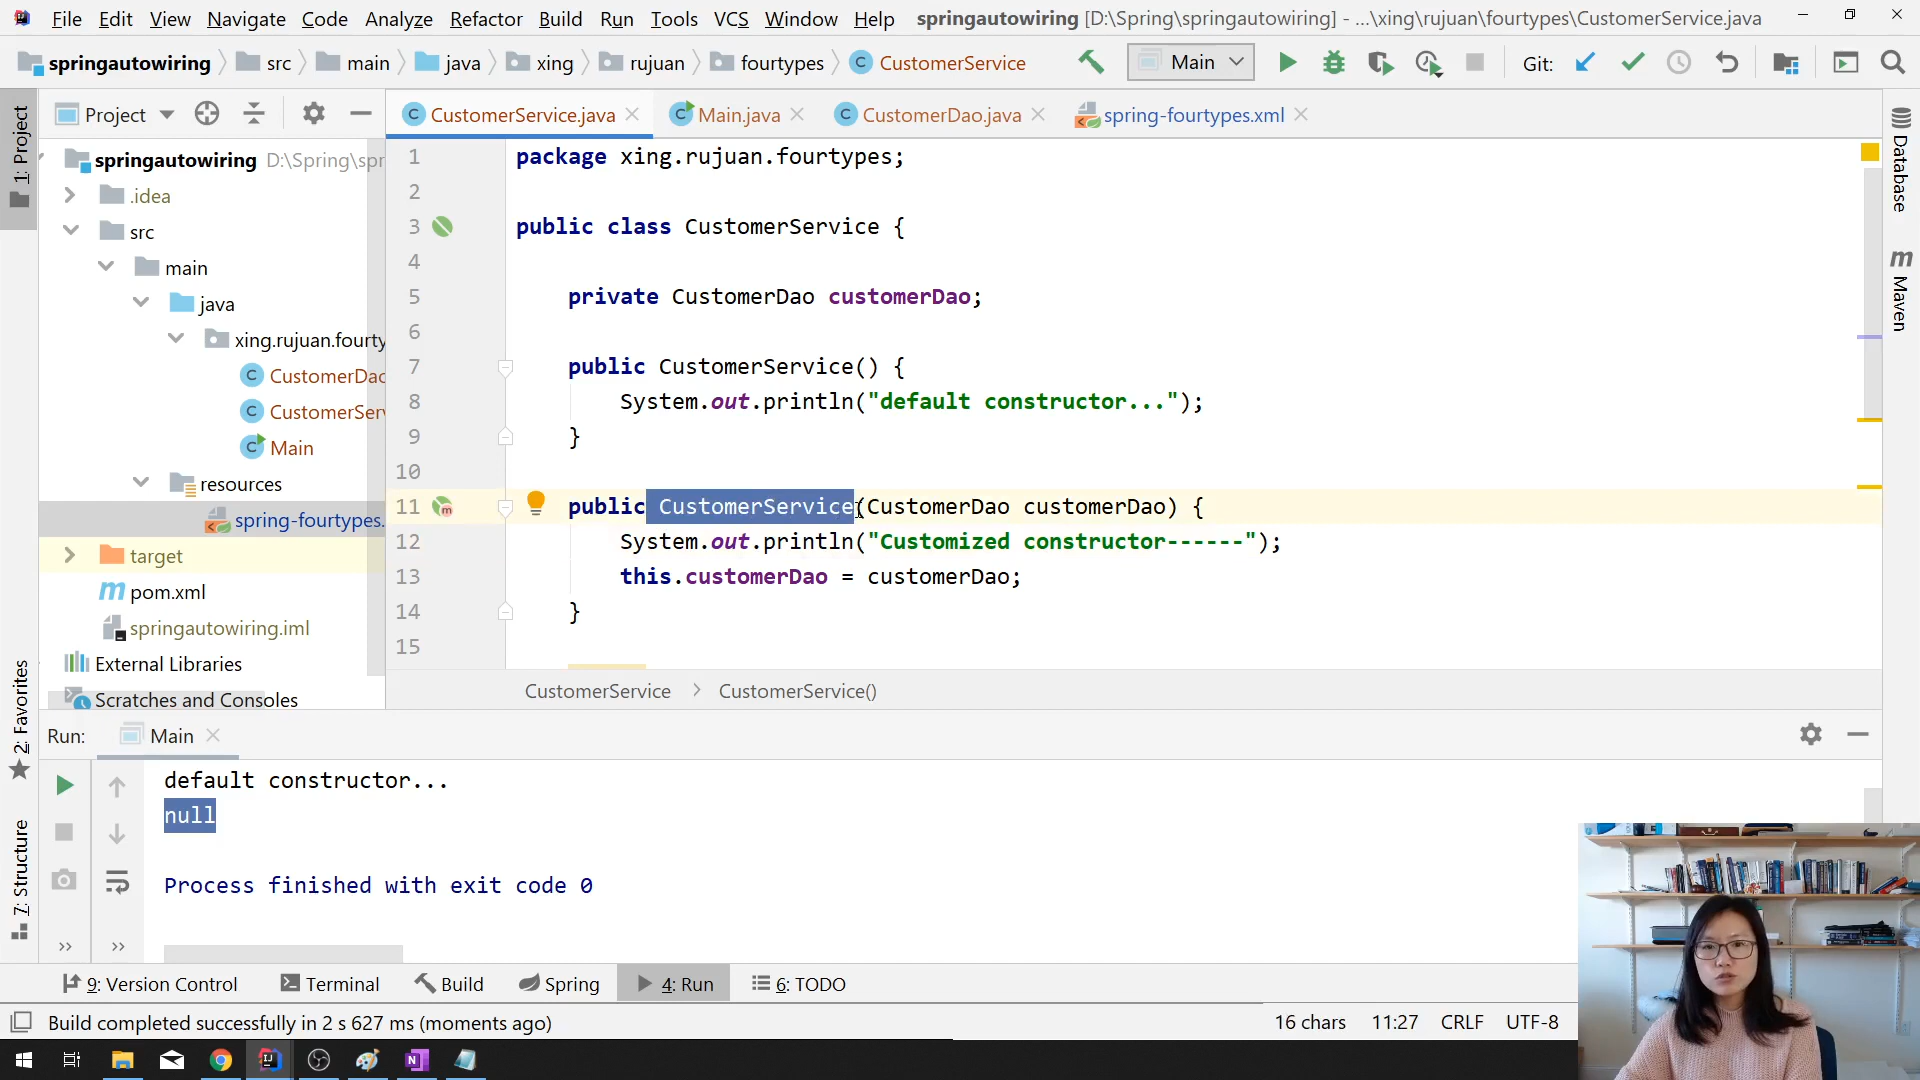 File Edit View Navigate Code Analyze Refactor Build Run Tools VCS Window Help springautowiring [D:\Spring\springautowiring] - ...\xing\rujuan\fourtypes\CustomerService.java
springautowiring src main java xing rujuan fourtypes CustomerService Main Git:
1: Project
Project
CustomerService.java Main.java CustomerDao.java spring-fourtypes.xml
springautowiring D:\Spring\spr
.idea
src
main
java
xing.rujuan.fourty
CustomerDao
CustomerSer
Main
resources
spring-fourtypes.
target
pom.xml
springautowiring.iml
External Libraries
Scratches and Consoles
1 package xing.rujuan.fourtypes;
2
3 public class CustomerService {
4
5 private CustomerDao customerDao;
6
7 public CustomerService() {
8 System.out.println("default constructor...");
9 }
10
11 public CustomerService(CustomerDao customerDao) {
12 System.out.println("Customized constructor------");
13 this.customerDao = customerDao;
14 }
15
CustomerService > CustomerService()
Database
Maven
2: Favorites
7: Structure
Run: Main
default constructor...
null
Process finished with exit code 0
9: Version Control Terminal Build Spring 4: Run 6: TODO
Build completed successfully in 2 s 627 ms (moments ago) 16 chars 11:27 CRLF UTF-8